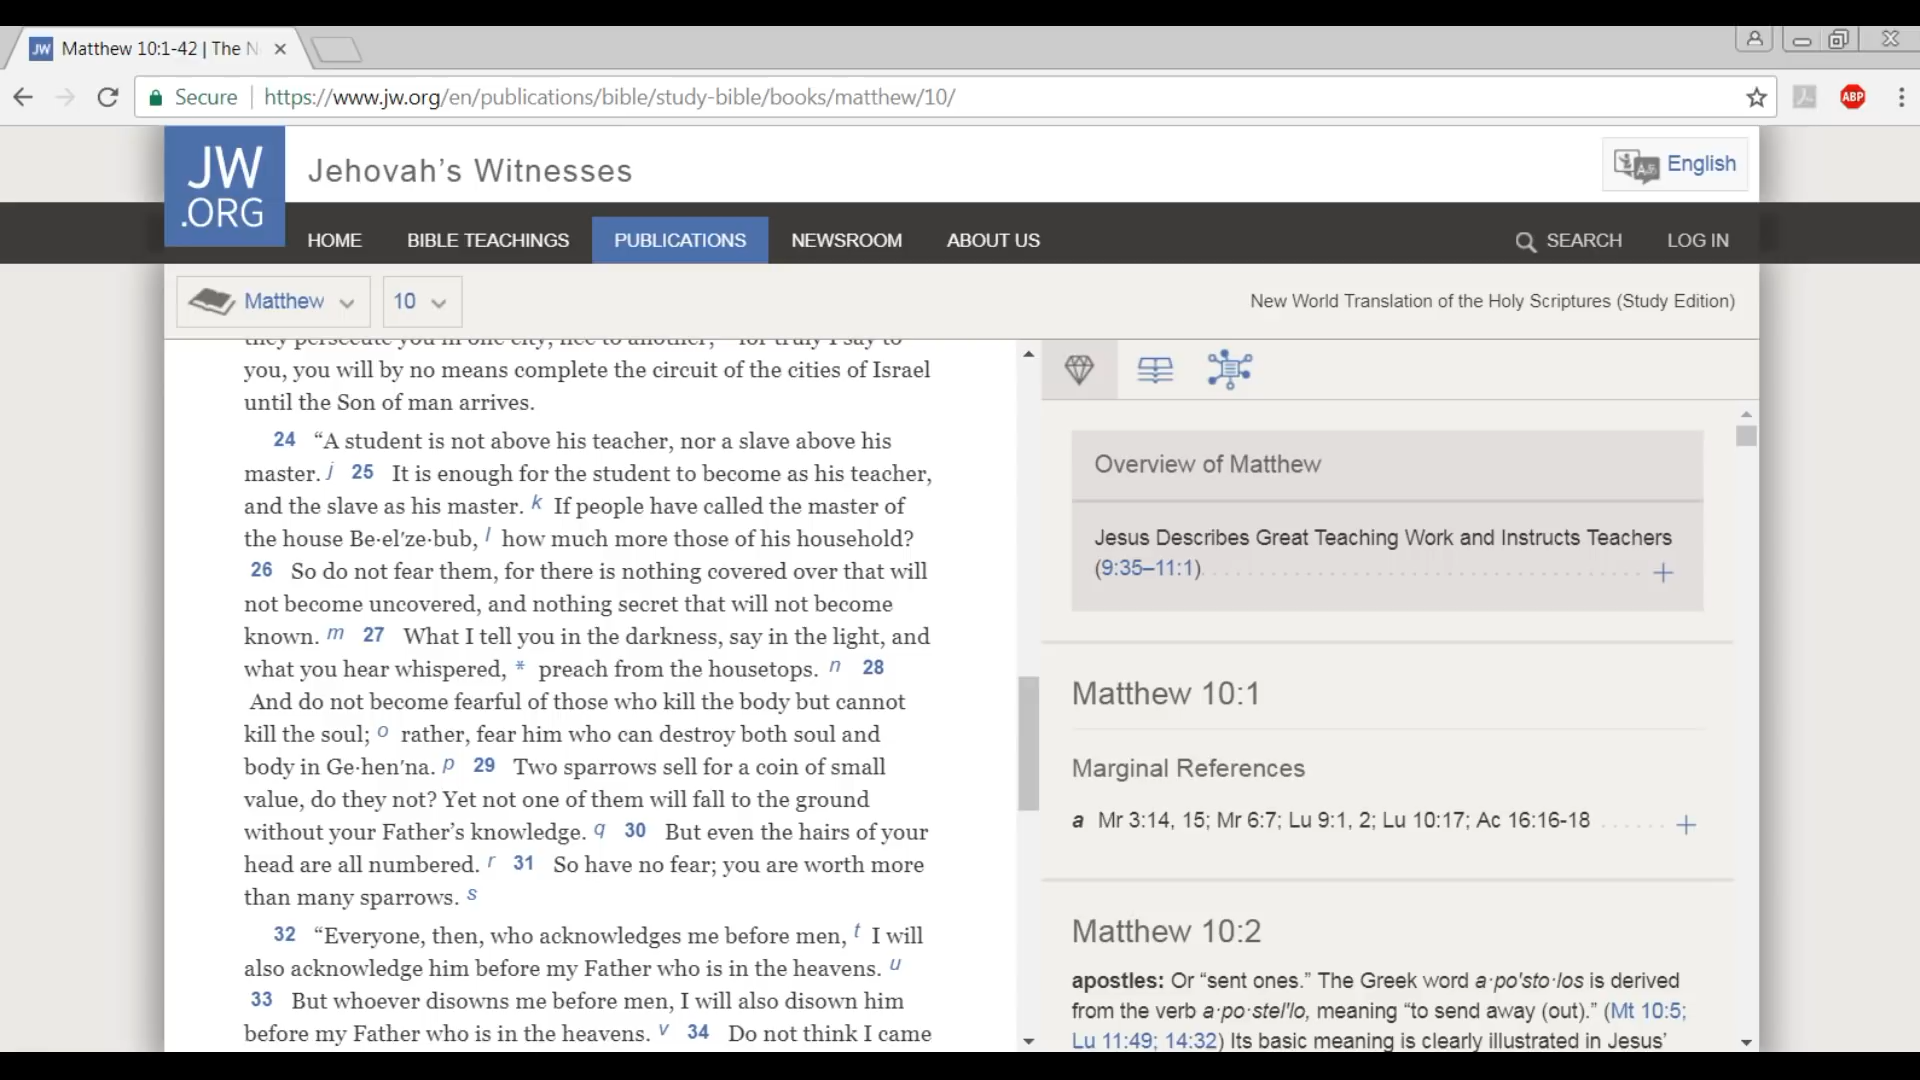 JW Matthew 10:1-42 | The N
Secure https://www.jw.org/en/publications/bible/study-bible/books/matthew/10/
ABP
JW
.ORG
Jehovah’s Witnesses
English
HOME BIBLE TEACHINGS PUBLICATIONS NEWSROOM ABOUT US SEARCH LOG IN
Matthew 10 New World Translation of the Holy Scriptures (Study Edition)
you, you will by no means complete the circuit of the cities of Israel
until the Son of man arrives.
24 “A student is not above his teacher, nor a slave above his
master. j 25 It is enough for the student to become as his teacher,
and the slave as his master. k If people have called the master of
the house Be·elʹze·bub, l how much more those of his household?
26 So do not fear them, for there is nothing covered over that will
not become uncovered, and nothing secret that will not become
known. m 27 What I tell you in the darkness, say in the light, and
what you hear whispered, * preach from the housetops. n 28
And do not become fearful of those who kill the body but cannot
kill the soul; o rather, fear him who can destroy both soul and
body in Ge·henʹna. p 29 Two sparrows sell for a coin of small
value, do they not? Yet not one of them will fall to the ground
without your Father’s knowledge. q 30 But even the hairs of your
head are all numbered. r 31 So have no fear; you are worth more
than many sparrows. s
32 “Everyone, then, who acknowledges me before men, t I will
also acknowledge him before my Father who is in the heavens. u
33 But whoever disowns me before men, I will also disown him
before my Father who is in the heavens. v 34 Do not think I came
Overview of Matthew
Jesus Describes Great Teaching Work and Instructs Teachers
(9:35–11:1)
Matthew 10:1
Marginal References
a Mr 3:14, 15; Mr 6:7; Lu 9:1, 2; Lu 10:17; Ac 16:16-18
Matthew 10:2
apostles: Or “sent ones.” The Greek word a·poʹsto·los is derived
from the verb a·po·stelʹlo, meaning “to send away (out).” (Mt 10:5;
Lu 11:49; 14:32) Its basic meaning is clearly illustrated in Jesus’